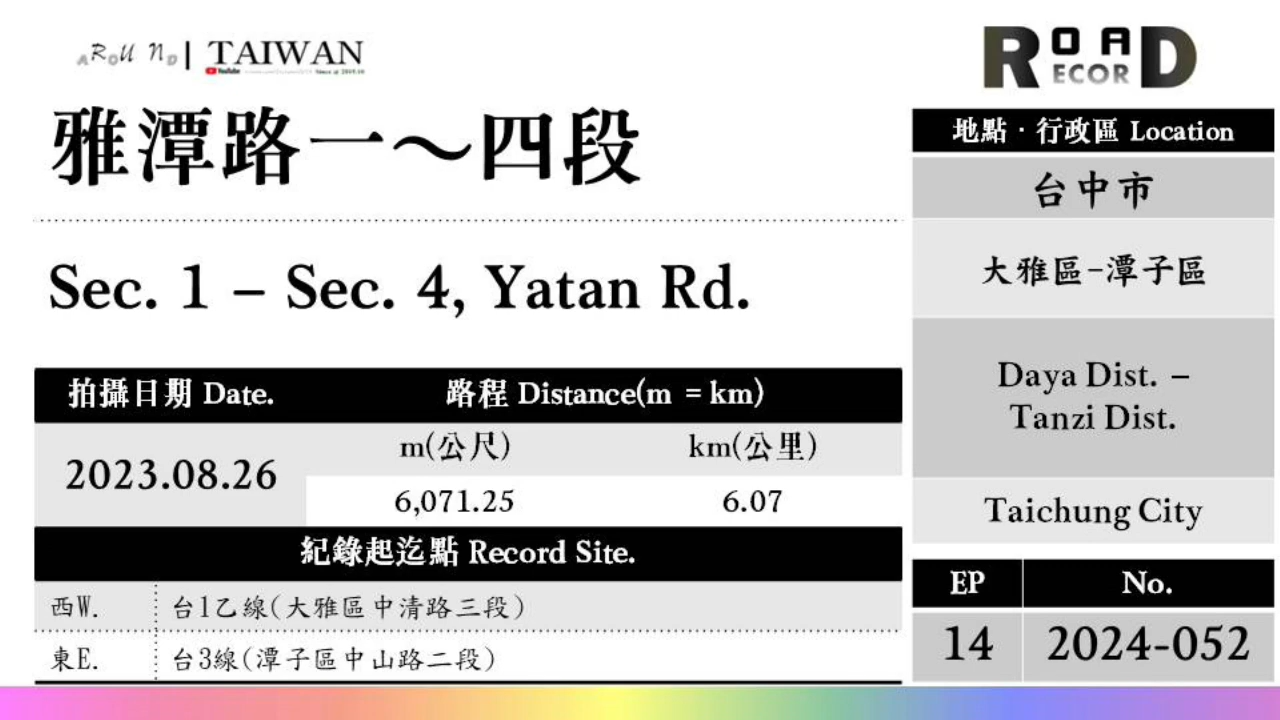 AROUND | TAIWAN
YouTube
ROAD
RECORD
雅潭路一～四段
Sec. 1 – Sec. 4, Yatan Rd.
拍攝日期 Date.
路程 Distance(m = km)
2023.08.26
m(公尺)
km(公里)
6,071.25
6.07
紀錄起迄點 Record Site.
西W.
台1乙線(大雅區中清路三段)
東E.
台3線(潭子區中山路二段)
地點．行政區 Location
台中市
大雅區-潭子區
Daya Dist. –
Tanzi Dist.
Taichung City
EP
No.
14
2024-052